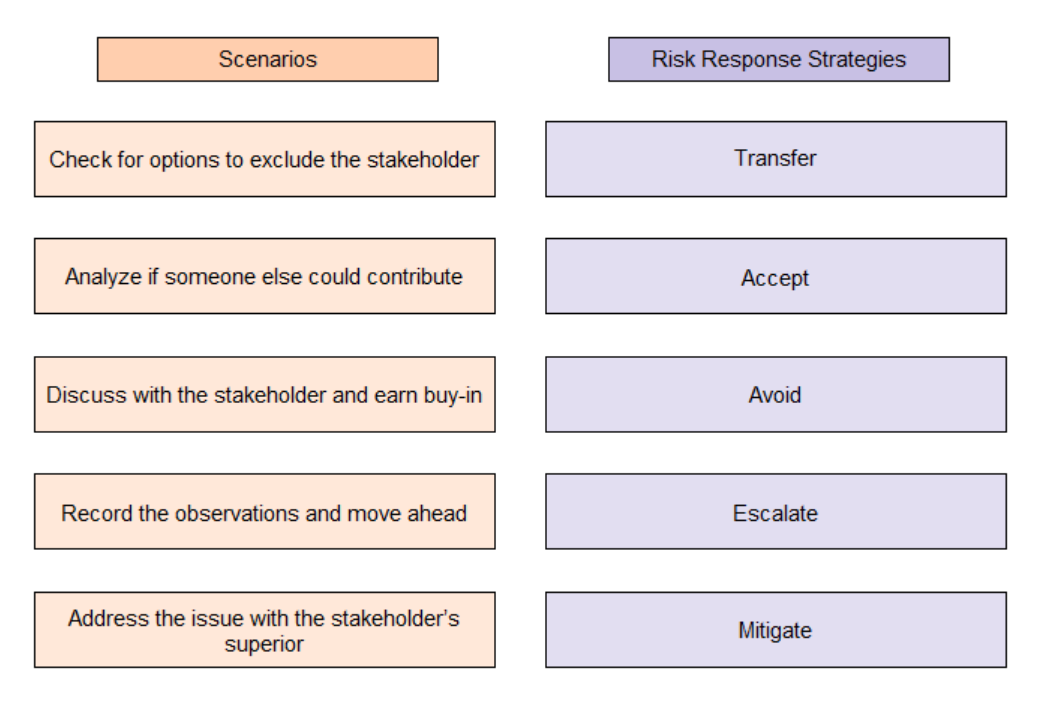 Scenarios
Risk Response Strategies
Check for options to exclude the stakeholder
Transfer
Analyze if someone else could contribute
Accept
Discuss with the stakeholder and earn buy-in
Avoid
Record the observations and move ahead
Escalate
Address the issue with the stakeholder’s
superior
Mitigate